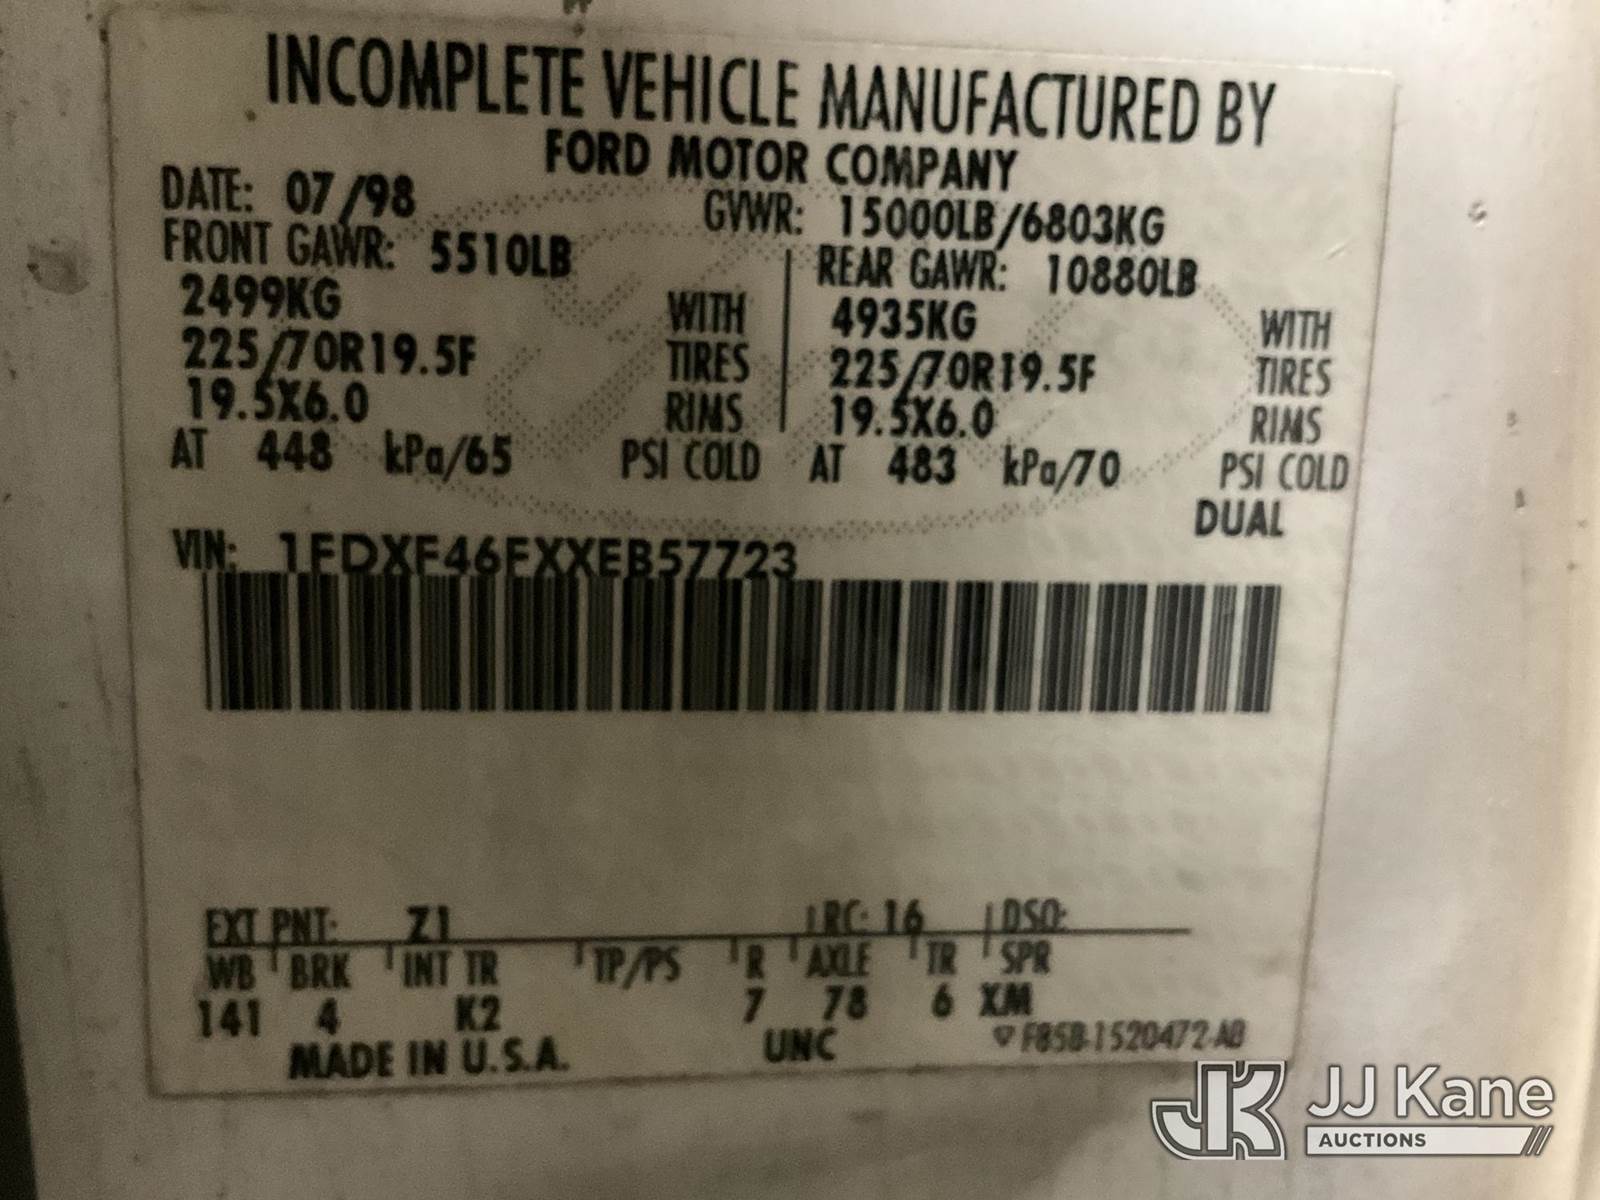 INCOMPLETE VEHICLE MANUFACTURED BY
FORD MOTOR COMPANY
DATE: 07/98 GVWR: 15000LB/6803KG
FRONT GAWR: 5510LB REAR GAWR: 10880LB
2499KG WITH 4935KG WITH
225/70R19.5F TIRES 225/70R19.5F TIRES
19.5X6.0 RIMS 19.5X6.0 RIMS
AT 448 kPa/65 PSI COLD AT 483 kPa/70 PSI COLD
DUAL
VIN: 1FDXF46FXXEB57723
EXT PNT: Z1 RC: 16 DSO:
WB BRK INT TR TP/PS R AXLE TR SPR
141 4 K2 7 78 6 XM
MADE IN U.S.A. UNC F85B-1520472-AB
JK JJ Kane
AUCTIONS